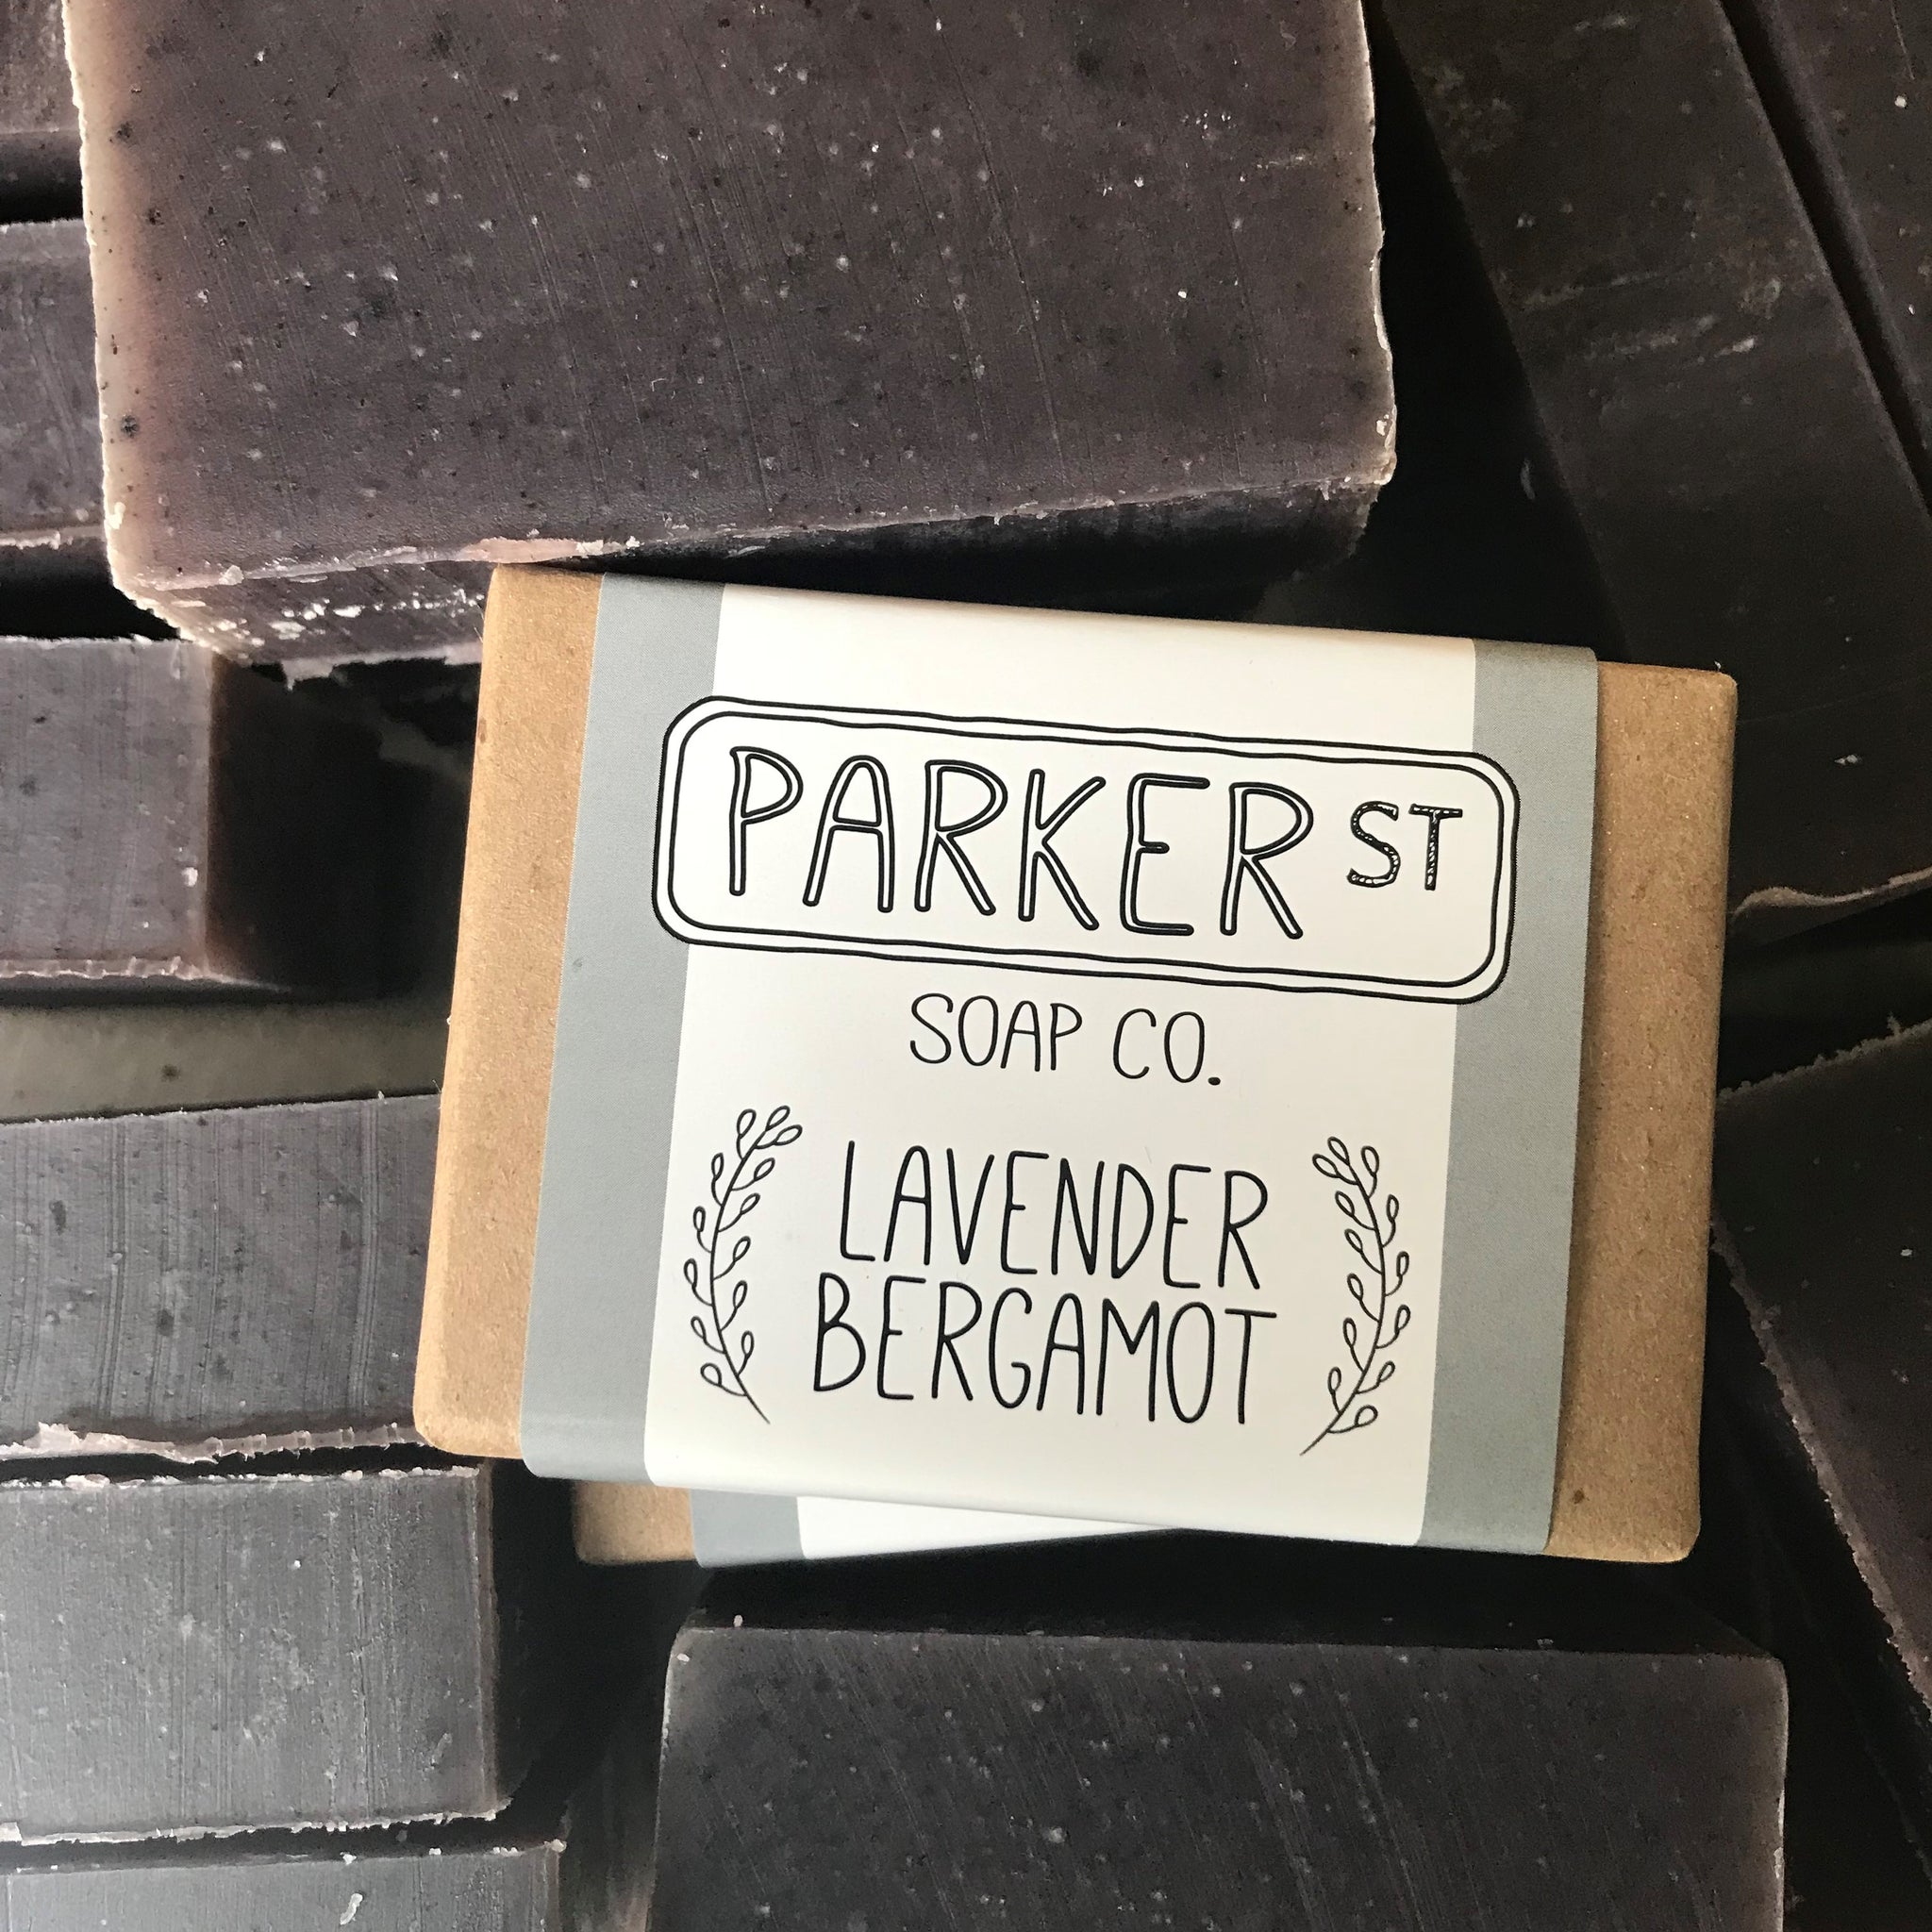 PARKER ST
SOAP CO.
LAVENDER
BERGAMOT